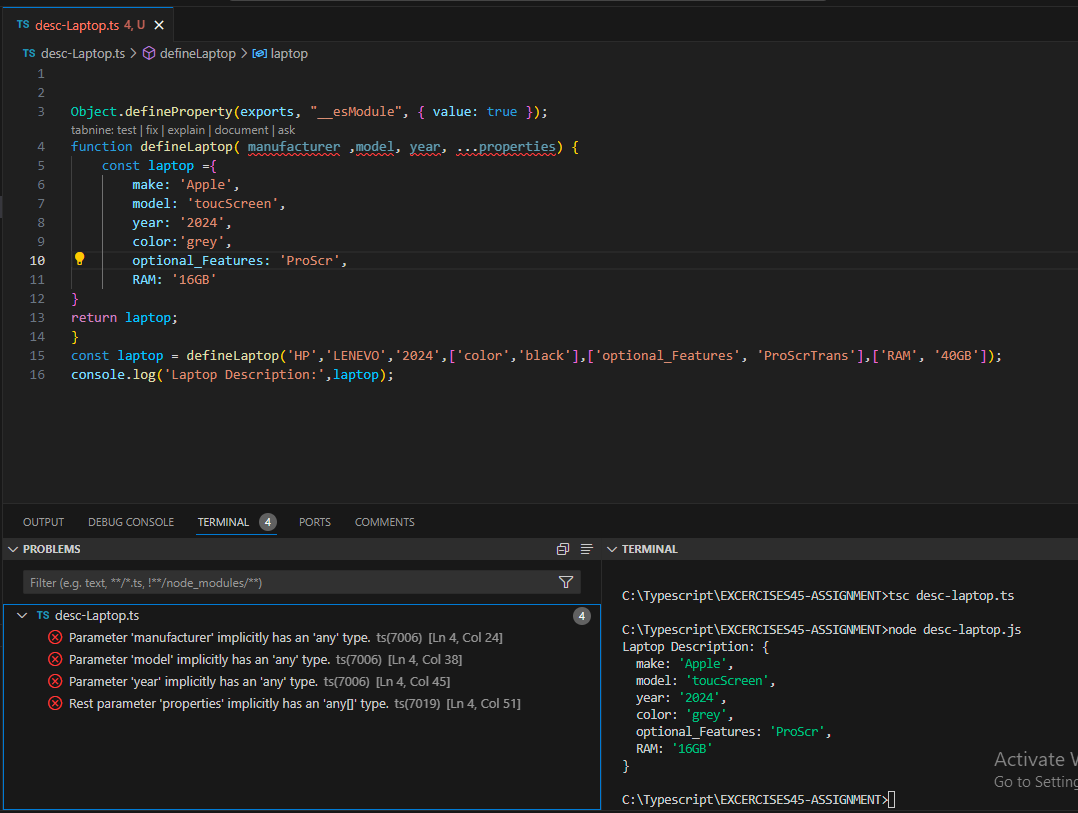 TS desc-Laptop.ts 4, U ×
TS desc-Laptop.ts > defineLaptop > laptop
1
2
3 Object.defineProperty(exports, "__esModule", { value: true });
tabnine: test | fix | explain | document | ask
4 function defineLaptop( manufacturer ,model, year, ...properties) {
5 const laptop ={
6 make: 'Apple',
7 model: 'toucScreen',
8 year: '2024',
9 color:'grey',
10 optional_Features: 'ProScr',
11 RAM: '16GB'
12 }
13 return laptop;
14 }
15 const laptop = defineLaptop('HP','LENEVO','2024',['color','black'],['optional_Features', 'ProScrTrans'],['RAM', '40GB']);
16 console.log('Laptop Description:',laptop);
OUTPUT DEBUG CONSOLE TERMINAL 4 PORTS COMMENTS
PROBLEMS
Filter (e.g. text, **/*.ts, !**/node_modules/**)
TS desc-Laptop.ts 4
Parameter 'manufacturer' implicitly has an 'any' type. ts(7006) [Ln 4, Col 24]
Parameter 'model' implicitly has an 'any' type. ts(7006) [Ln 4, Col 38]
Parameter 'year' implicitly has an 'any' type. ts(7006) [Ln 4, Col 45]
Rest parameter 'properties' implicitly has an 'any[]' type. ts(7019) [Ln 4, Col 51]
TERMINAL
C:\Typescript\EXCERCISES45-ASSIGNMENT>tsc desc-laptop.ts
C:\Typescript\EXCERCISES45-ASSIGNMENT>node desc-laptop.js
Laptop Description: {
make: 'Apple',
model: 'toucScreen',
year: '2024',
color: 'grey',
optional_Features: 'ProScr',
RAM: '16GB'
}
C:\Typescript\EXCERCISES45-ASSIGNMENT>
Activate
Go to Setting